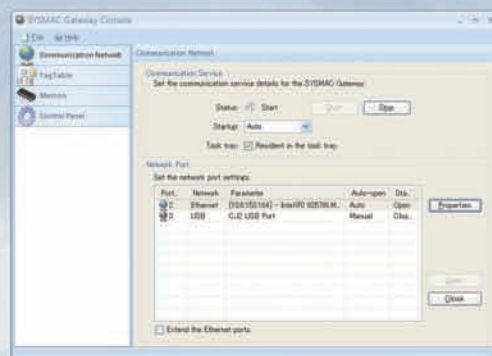 SYSMAC Gateway Console
File Help
Communication Network
TagTable
Memory
Control Panel
Communication Network
Communication Service
Set the communication service details for the SYSMAC Gateway.
Status: Start Start Stop
Startup: Auto
Task tray: Resident in the task tray.
Network Port
Set the network port settings.
Port.. Network Parameter Auto-open Sta..
2 Ethernet Auto Open
3 USB CJ2 USB Port Manual Clos..
Properties
Open
Close
Extend the Ethernet ports.